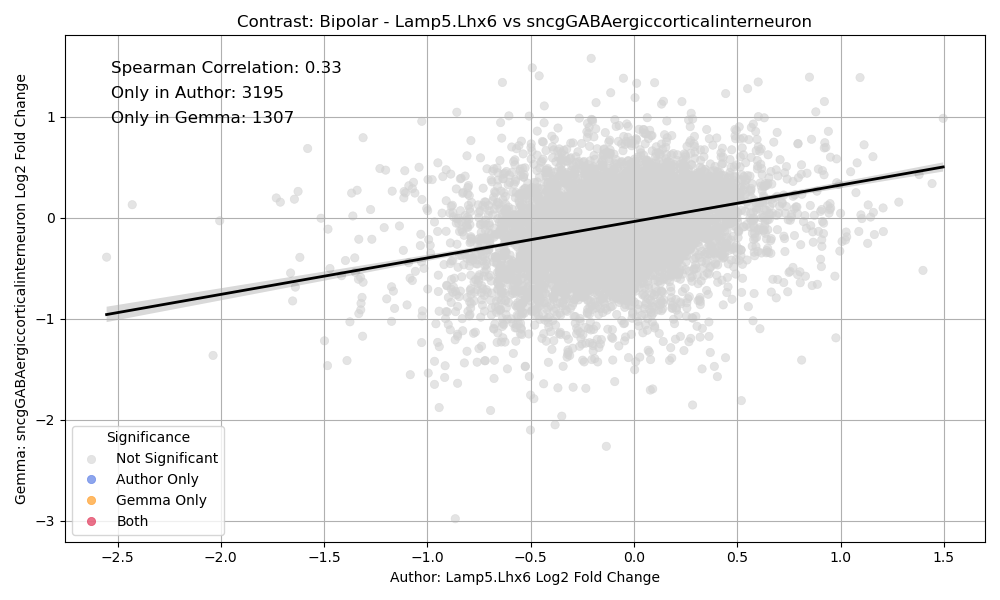 Contrast: Bipolar - Lamp5.Lhx6 vs sncgGABAergiccorticalinterneuron
Spearman Correlation: 0.33
Only in Author: 3195
Only in Gemma: 1307
Gemma: sncgGABAergiccorticalinterneuron Log2 Fold Change
1
0
−1
−2
−3
Significance
Not Significant
Author Only
Gemma Only
Both
−2.5 −2.0 −1.5 −1.0 −0.5 0.0 0.5 1.0 1.5
Author: Lamp5.Lhx6 Log2 Fold Change